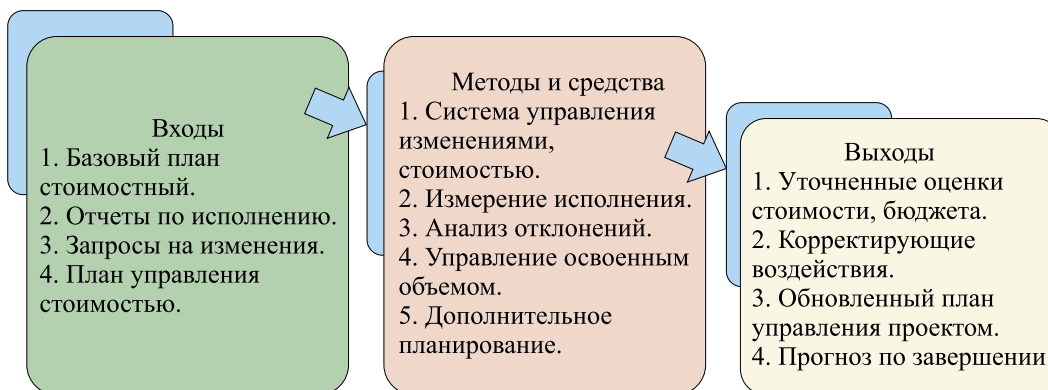 Входы
1. Базовый план
стоимостный.
2. Отчеты по исполнению.
3. Запросы на изменения.
4. План управления
стоимостью.
Методы и средства
1. Система управления
изменениями,
стоимостью.
2. Измерение исполнения.
3. Анализ отклонений.
4. Управление освоенным
объемом.
5. Дополнительное
планирование.
Выходы
1. Уточненные оценки
стоимости, бюджета.
2. Корректирующие
воздействия.
3. Обновленный план
управления проектом.
4. Прогноз по завершении